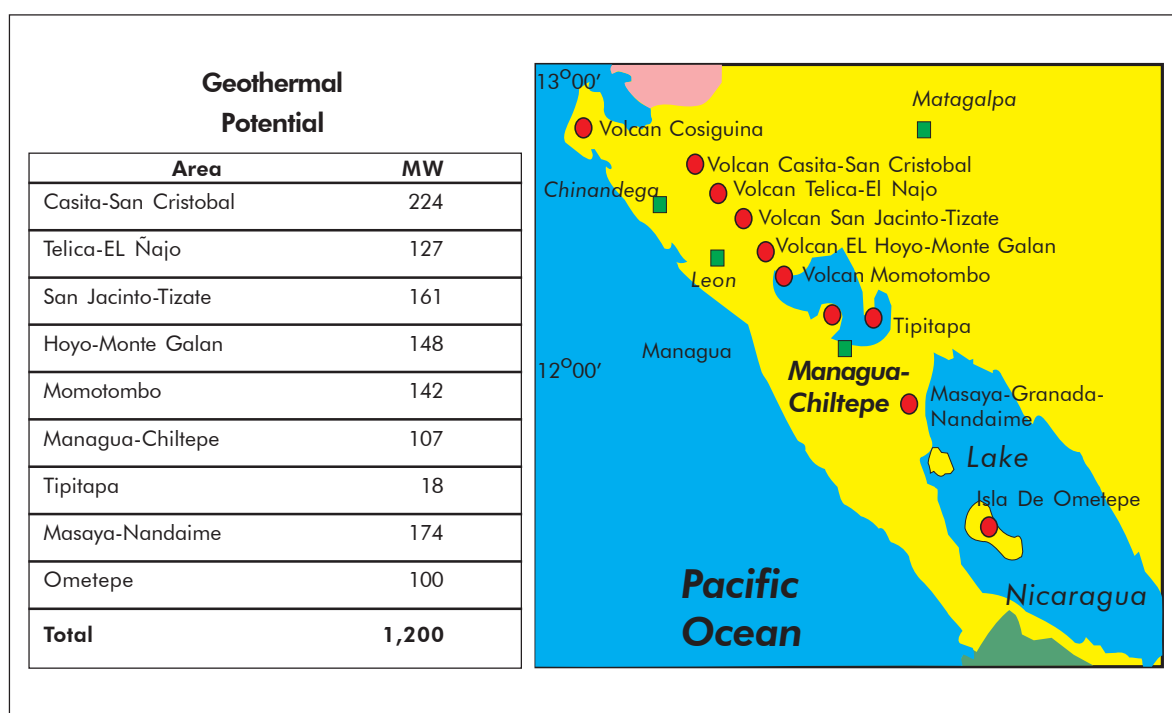 Geothermal
Potential
Area MW
Casita-San Cristobal 224
Telica-EL Ñajo 127
San Jacinto-Tizate 161
Hoyo-Monte Galan 148
Momotombo 142
Managua-Chiltepe 107
Tipitapa 18
Masaya-Nandaime 174
Ometepe 100
Total 1,200
13°00'
Matagalpa
Volcan Cosiguina
Volcan Casita-San Cristobal
Chinandega
Volcan Telica-El Najo
Volcan San Jacinto-Tizate
Volcan EL Hoyo-Monte Galan
Leon
Volcan Momotombo
Tipitapa
Managua
12°00'
Managua-
Chiltepe
Masaya-Granada-
Nandaime
Lake
Isla De Ometepe
Nicaragua
Pacific
Ocean